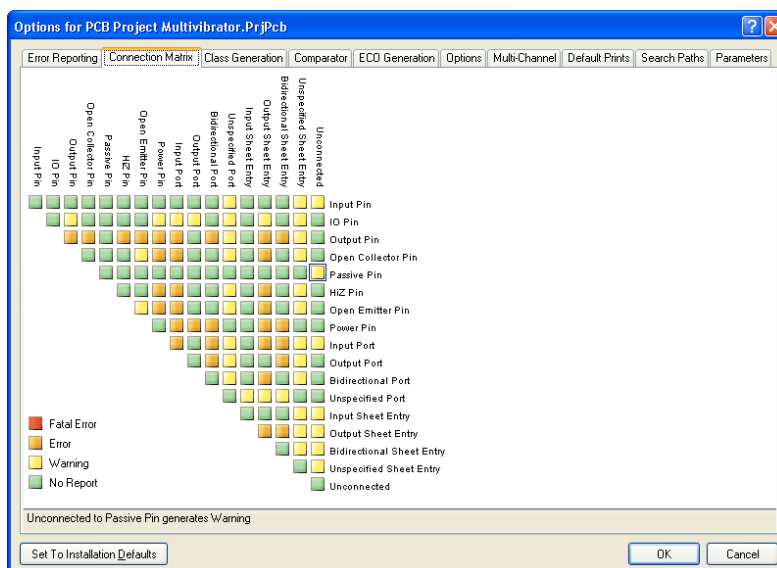 Options for PCB Project Multivibrator.PrjPcb
Error Reporting
Connection Matrix
Class Generation
Comparator
ECO Generation
Options
Multi-Channel
Default Prints
Search Paths
Parameters
Input Pin
IO Pin
Output Pin
Open Collector Pin
Passive Pin
HiZ Pin
Open Emitter Pin
Power Pin
Input Port
Output Port
Bidirectional Port
Unspecified Port
Input Sheet Entry
Output Sheet Entry
Bidirectional Sheet Entry
Unspecified Sheet Entry
Unconnected
Input Pin
IO Pin
Output Pin
Open Collector Pin
Passive Pin
HiZ Pin
Open Emitter Pin
Power Pin
Input Port
Output Port
Bidirectional Port
Unspecified Port
Input Sheet Entry
Output Sheet Entry
Bidirectional Sheet Entry
Unspecified Sheet Entry
Unconnected
Fatal Error
Error
Warning
No Report
Unconnected to Passive Pin generates Warning
Set To Installation Defaults
OK
Cancel